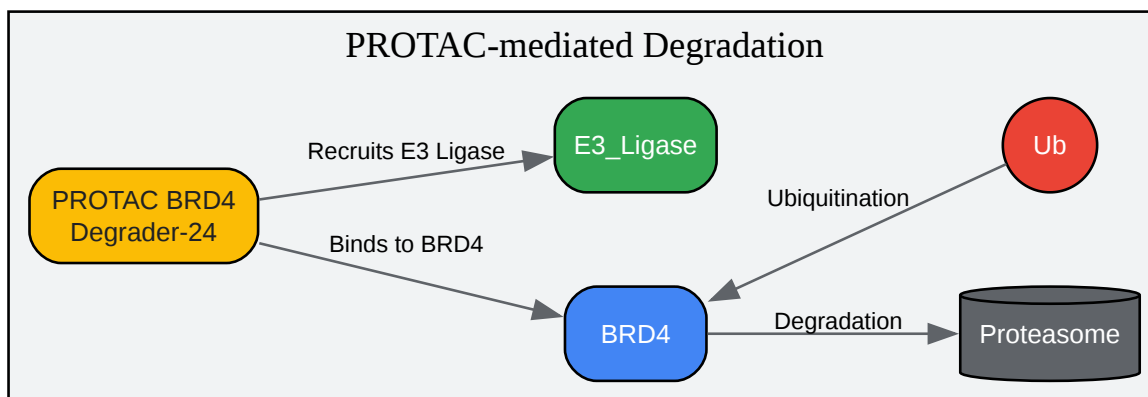 PROTAC-mediated Degradation
PROTAC BRD4
Degrader-24
Recruits E3 Ligase
Binds to BRD4
E3_Ligase
BRD4
Ub
Ubiquitination
Degradation
Proteasome